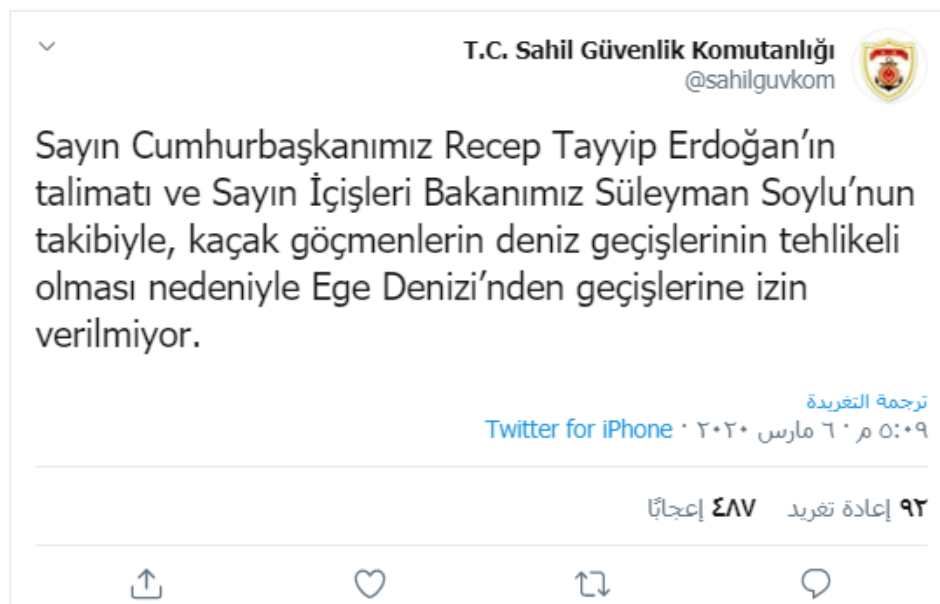 T.C. Sahil Güvenlik Komutanlığı
@sahilguvkom
Sayın Cumhurbaşkanımız Recep Tayyip Erdoğan’ın
talimatı ve Sayın İçişleri Bakanımız Süleyman Soylu’nun
takibiyle, kaçak göçmenlerin deniz geçişlerinin tehlikeli
olması nedeniyle Ege Denizi’nden geçişlerine izin
verilmiyor.
ترجمة التغريدة
٥:٠٩ م · ٦ مارس ٢٠٢٠ · Twitter for iPhone
٩٢ إعادة تغريد ٤٨٧ إعجابًا